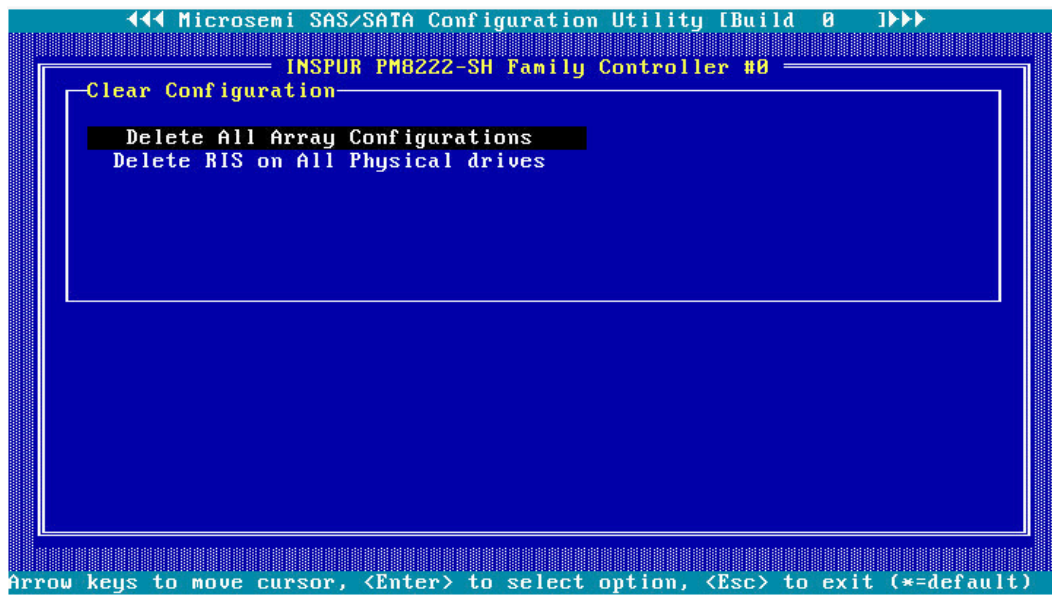 Microsemi SAS/SATA Configuration Utility [Build 0 ]
INSPUR PM8222-SH Family Controller #0
Clear Configuration
Delete All Array Configurations
Delete RIS on All Physical drives
Arrow keys to move cursor, <Enter> to select option, <Esc> to exit (*=default)